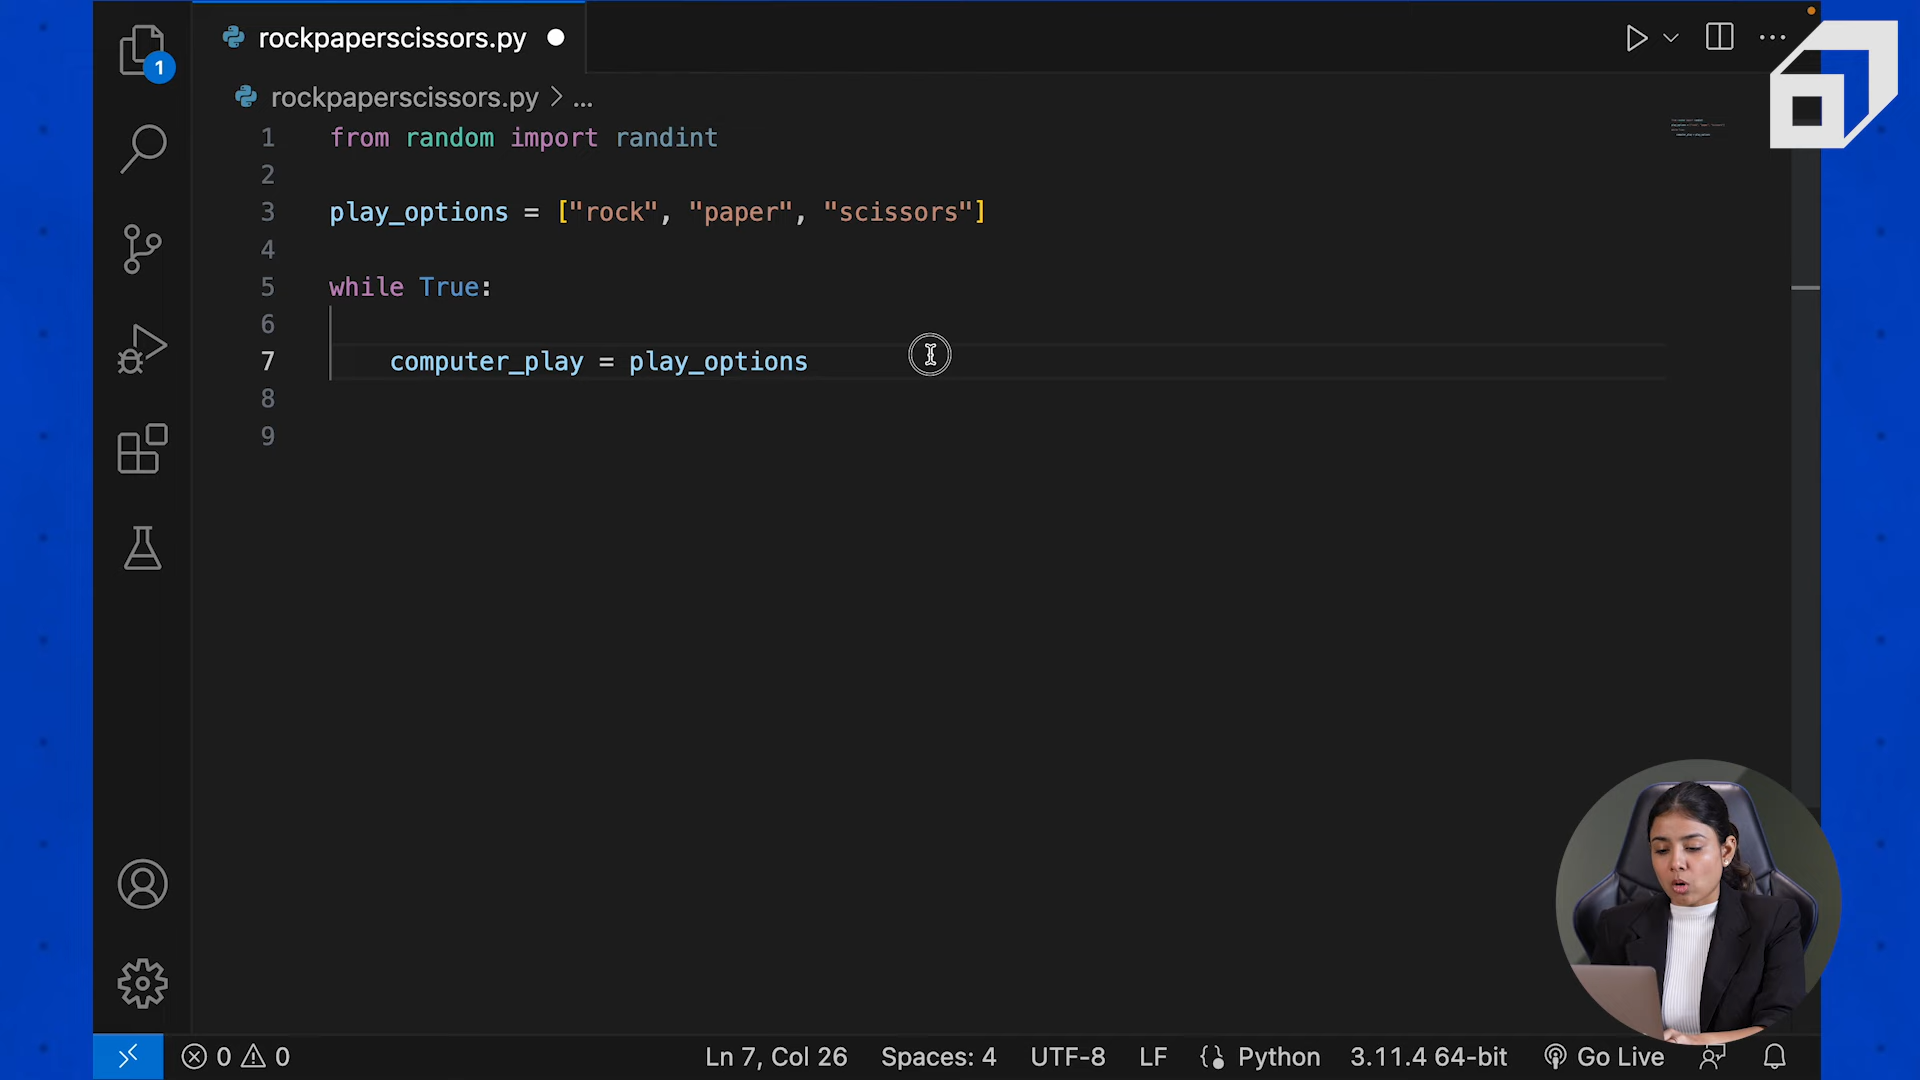 rockpaperscissors.py
1
rockpaperscissors.py > ...
1 from random import randint
2
3 play_options = ["rock", "paper", "scissors"]
4
5 while True:
6
7 computer_play = play_options
8
9
0 0 Ln 7, Col 26 Spaces: 4 UTF-8 LF Python 3.11.4 64-bit Go Live